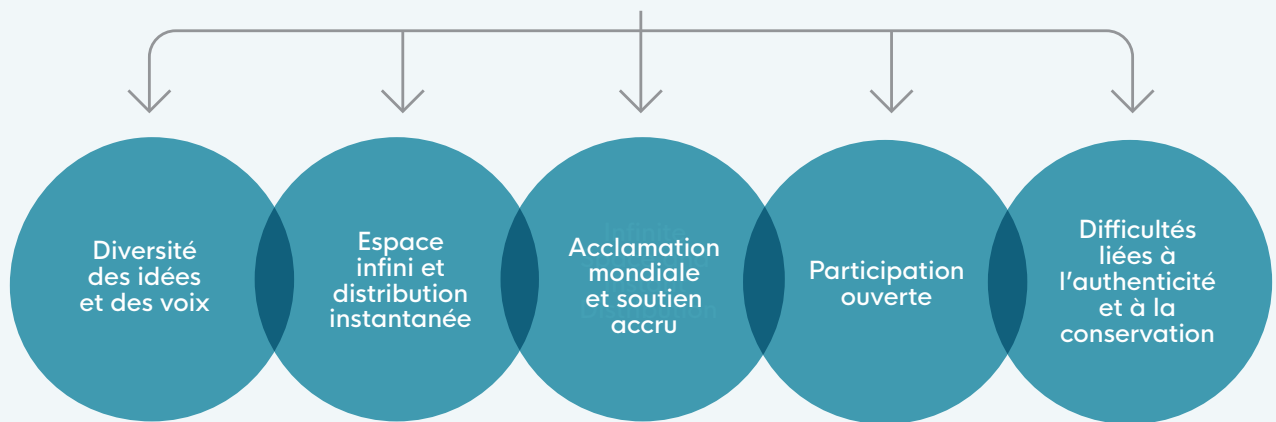 Diversité
des idées
et des voix
Espace
infini et
distribution
instantanée
Acclamation
mondiale
et soutien
accru
Participation
ouverte
Difficultés
liées à
l'authenticité
et à la
conservation